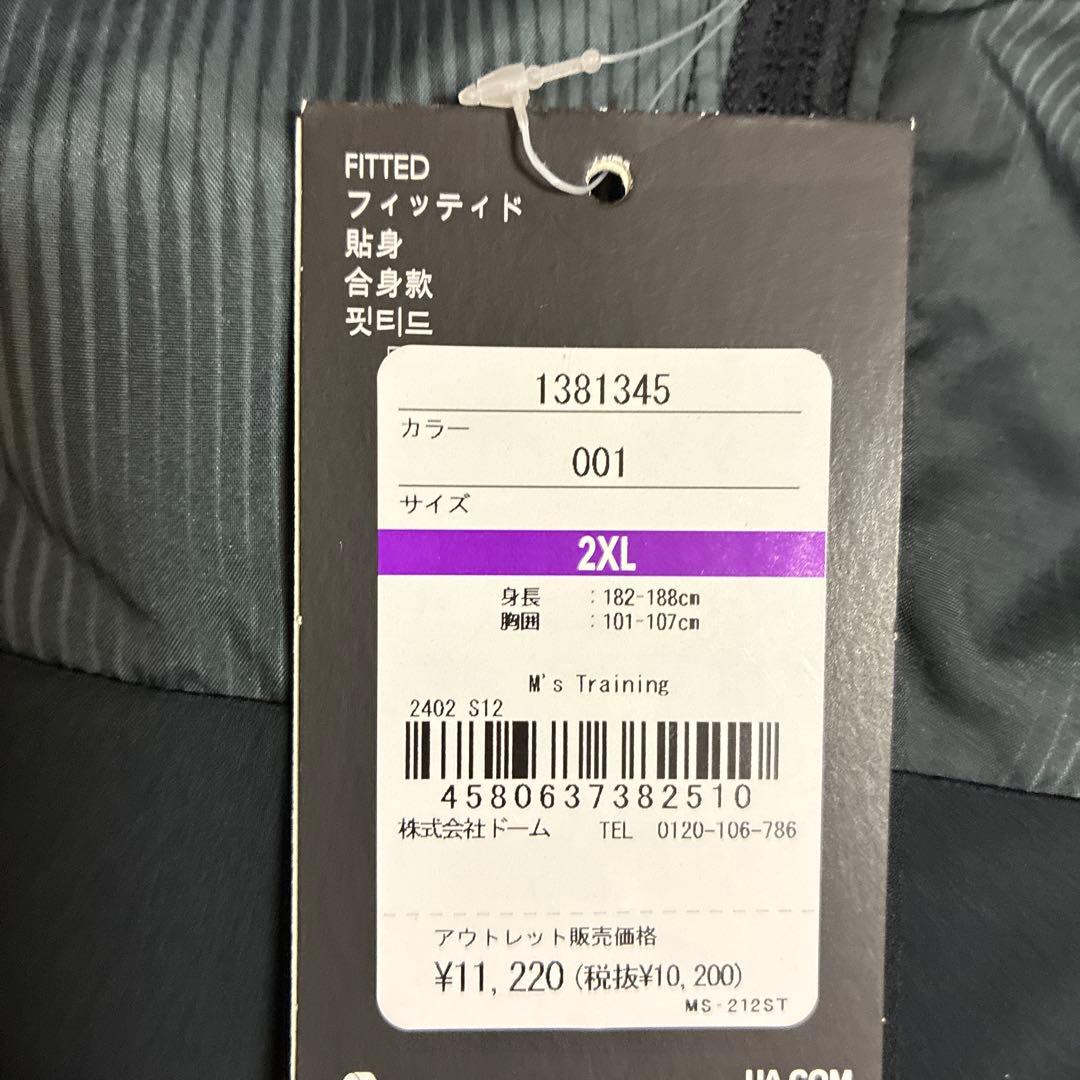 FITTED
フィッティド
貼身
合身款
핏티드
1381345
カラー
001
サイズ
2XL
身長 : 182-188cm
胸囲 : 101-107cm
M's Training
2402 S12
4580637382510
株式会社ドーム TEL 0120-106-786
アウトレット販売価格
¥11,220 (税抜¥10,200)
MS-212ST
UA.COM